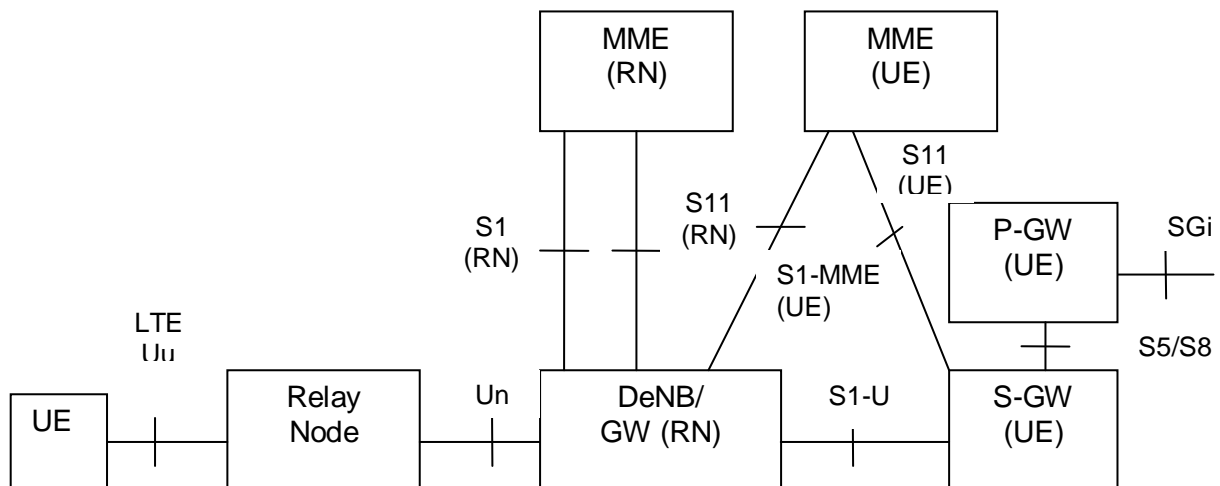 MME
(RN)
MME
(UE)
S11
(UE)
S11
(RN)
S1
(RN)
P-GW
(UE)
SGi
S1-MME
(UE)
LTE
Uu
S5/S8
UE
Relay
Node
Un
DeNB/
GW (RN)
S1-U
S-GW
(UE)